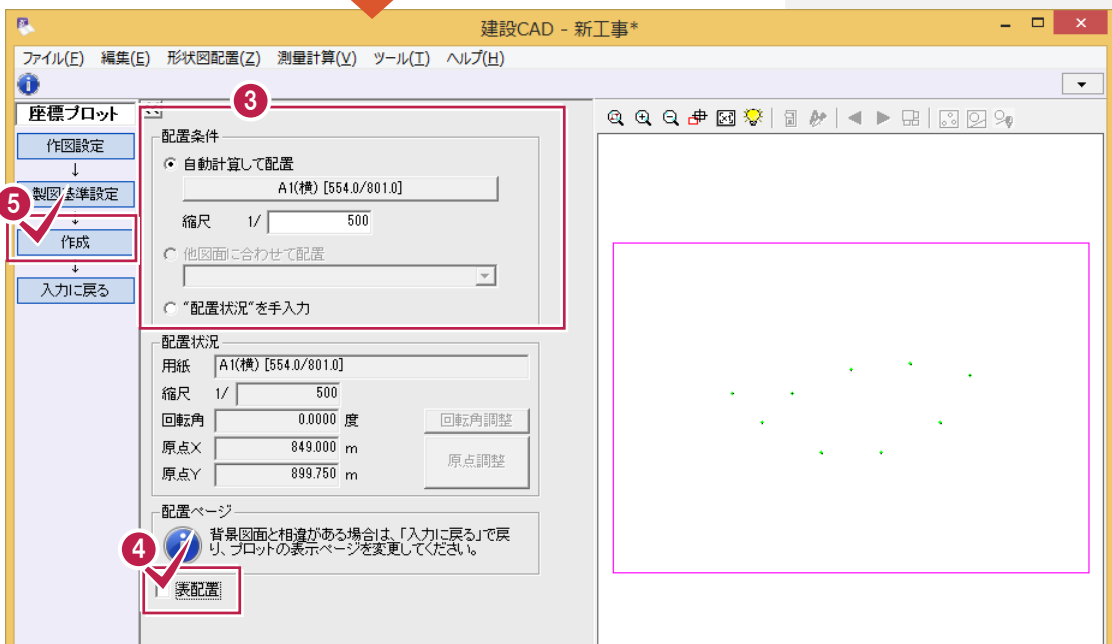 建設CAD - 新工事*
ファイル(F) 編集(E) 形状図配置(Z) 測量計算(V) ツール(T) ヘルプ(H)
座標プロット
<<
3
作図設定
↓
製図基準設定
↓
5
作成
↓
入力に戻る
配置条件
自動計算して配置
A1(横) [554.0/801.0]
縮尺 1/ 500
他図面に合わせて配置
“配置状況”を手入力
配置状況
用紙 A1(横) [554.0/801.0]
縮尺 1/ 500
回転角 0.0000 度 回転角調整
原点X 849.000 m
原点調整
原点Y 899.750 m
配置ページ
背景図面と相違がある場合は、「入力に戻る」で戻
り、プロットの表示ページを変更してください。
4
表配置